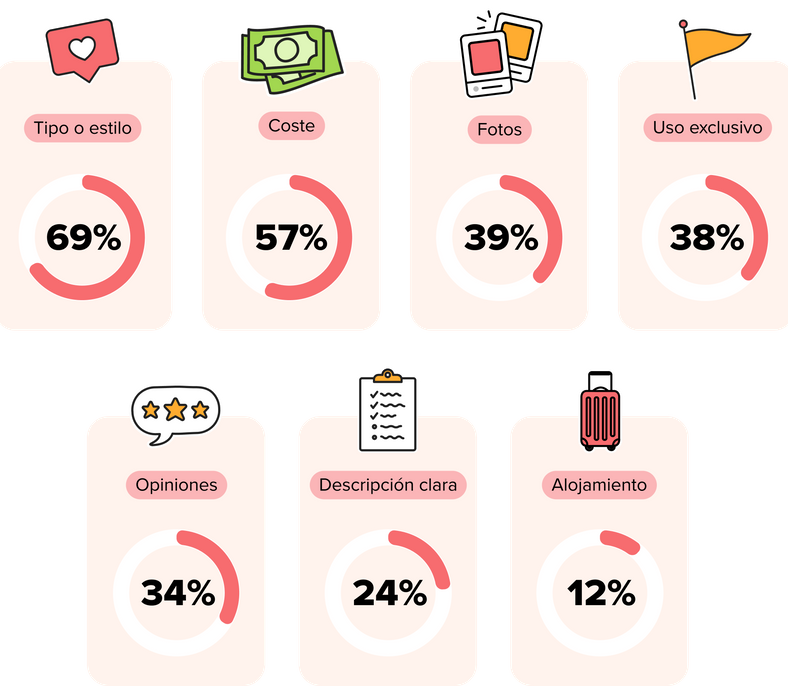 Tipo o estilo
69%
Coste
57%
Fotos
39%
Uso exclusivo
38%
Opiniones
34%
Descripción clara
24%
Alojamiento
12%